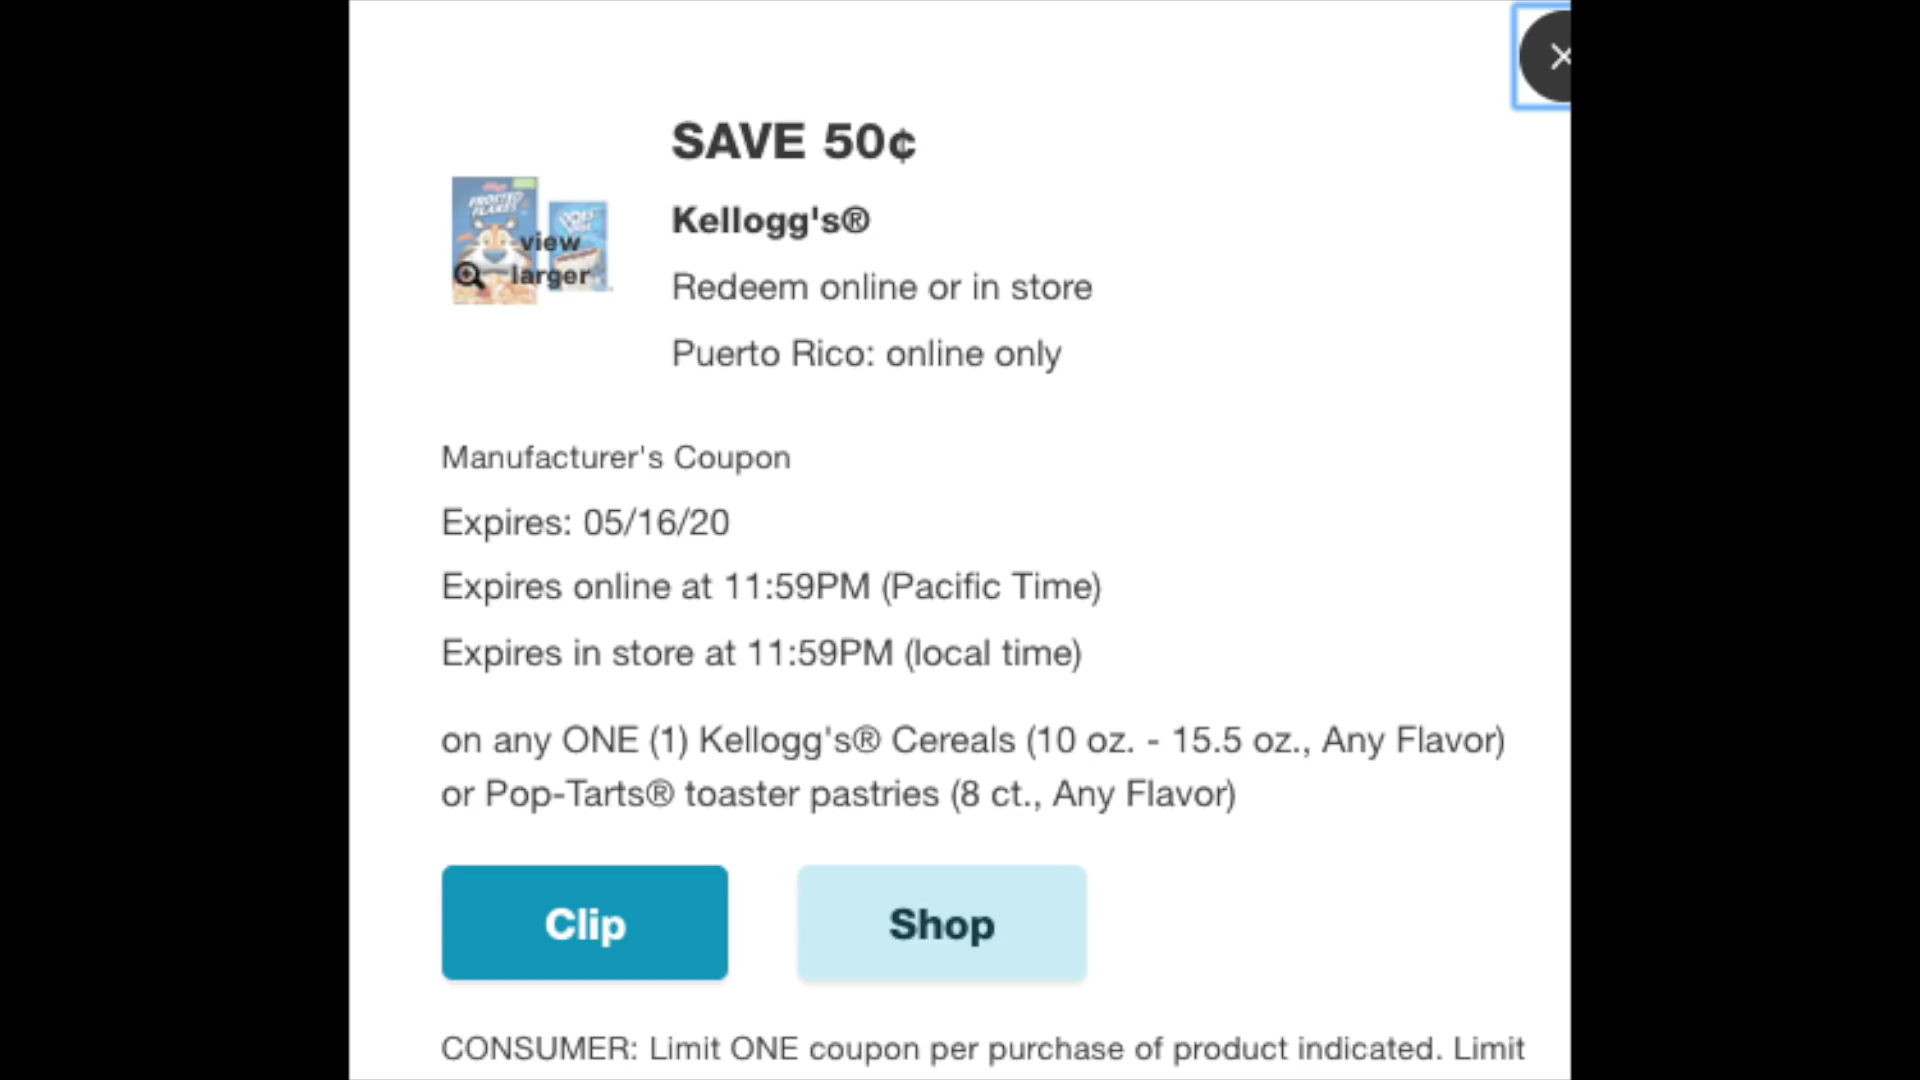 SAVE 50¢
Kellogg's®
FROSTED
FLAKES
view
larger
Redeem online or in store
Puerto Rico: online only
Manufacturer's Coupon
Expires: 05/16/20
Expires online at 11:59PM (Pacific Time)
Expires in store at 11:59PM (local time)
on any ONE (1) Kellogg's® Cereals (10 oz. - 15.5 oz., Any Flavor)
or Pop-Tarts® toaster pastries (8 ct., Any Flavor)
Clip
Shop
CONSUMER: Limit ONE coupon per purchase of product indicated. Limit